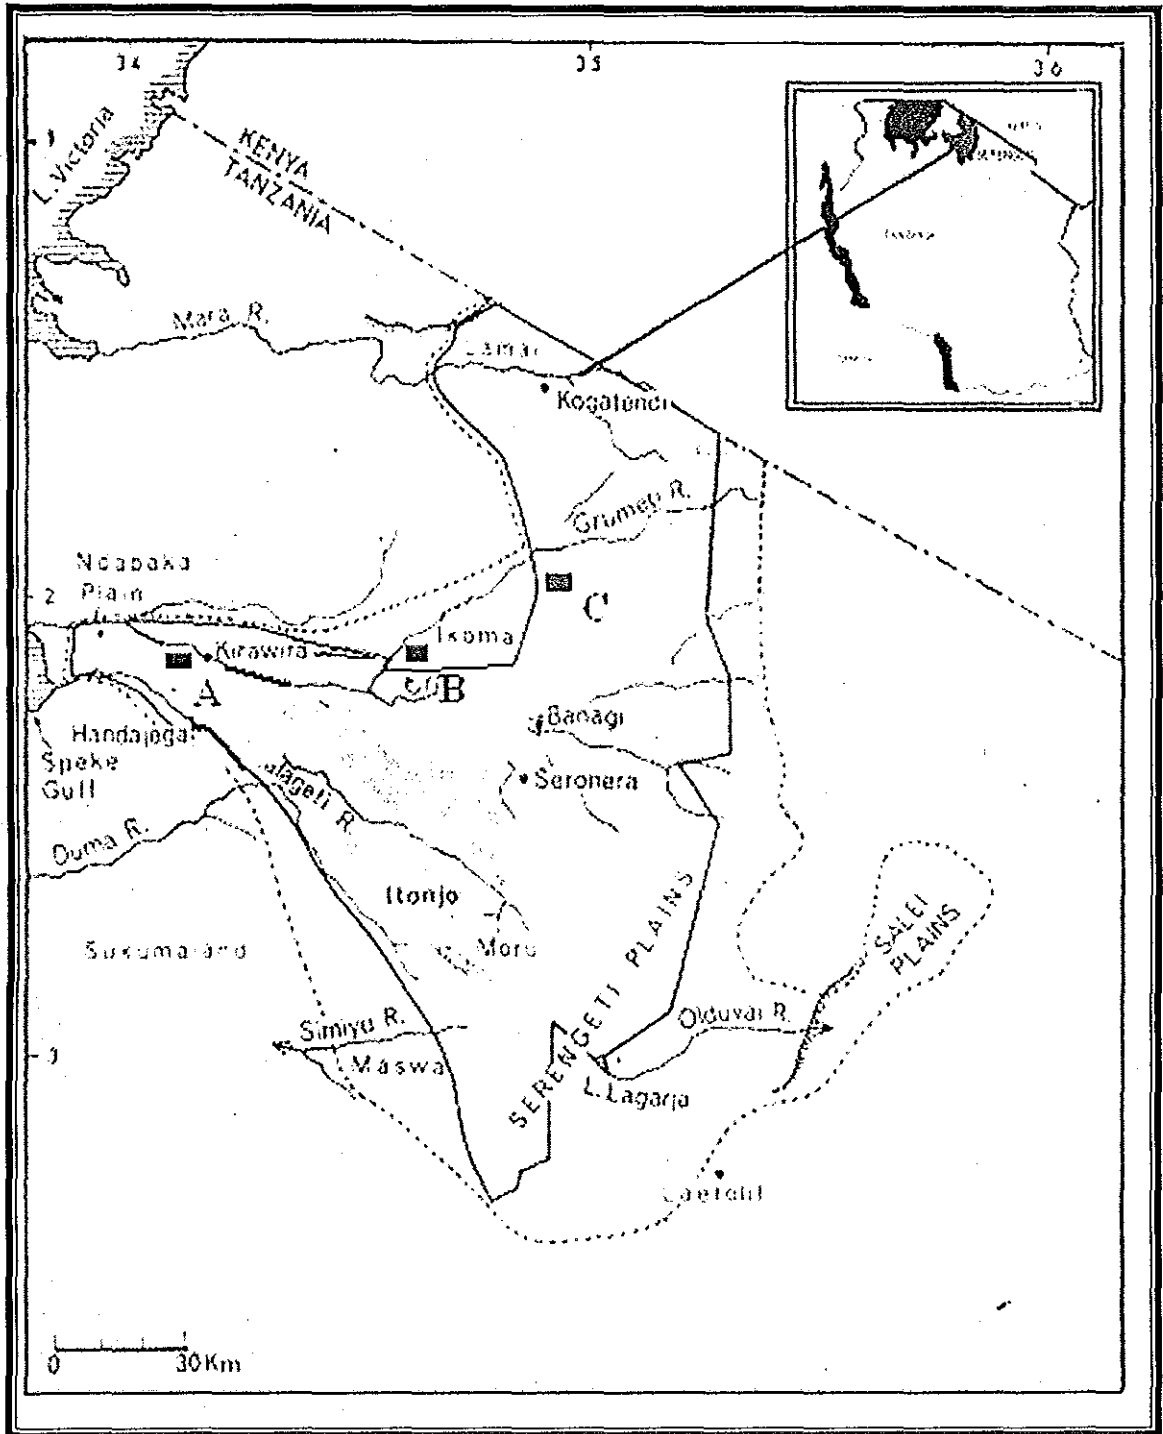 34
35
36
L. Victoria
KENYA
TANZANIA
Mara R.
Kogatendi
Grumeti R.
Ndabaka
Plain
2
C
Ikoma
Kirawira
A
B
Handajega
Speke
Gulf
Banagi
Seronera
R.
Duma R.
Itonjo
Moru
Sukumaland
SALEI
PLAINS
SERENGETI PLAINS
Olduvai R.
Simiyu R.
3
Maswa
L. Lagarja
0
30Km